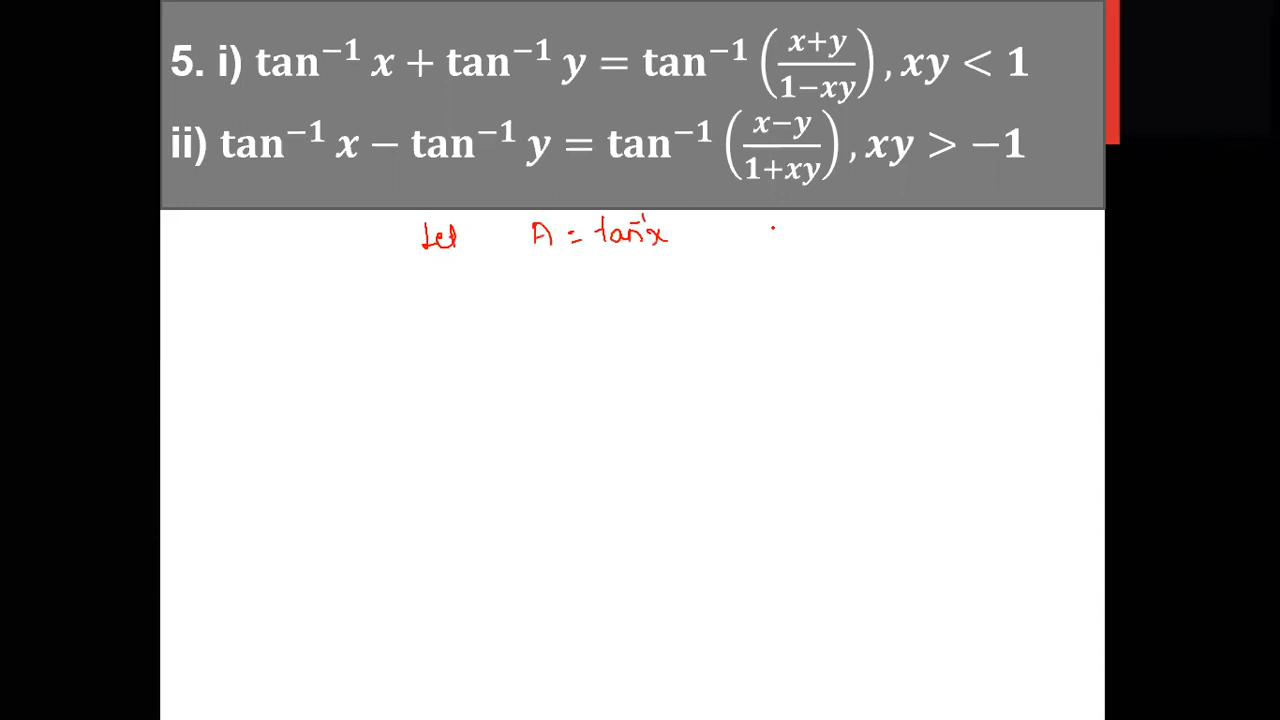 5. i) tan⁻¹ x + tan⁻¹ y = tan⁻¹ ((x+y)/(1−xy)), xy < 1
ii) tan⁻¹ x − tan⁻¹ y = tan⁻¹ ((x−y)/(1+xy)), xy > −1
Let A = tan⁻¹x